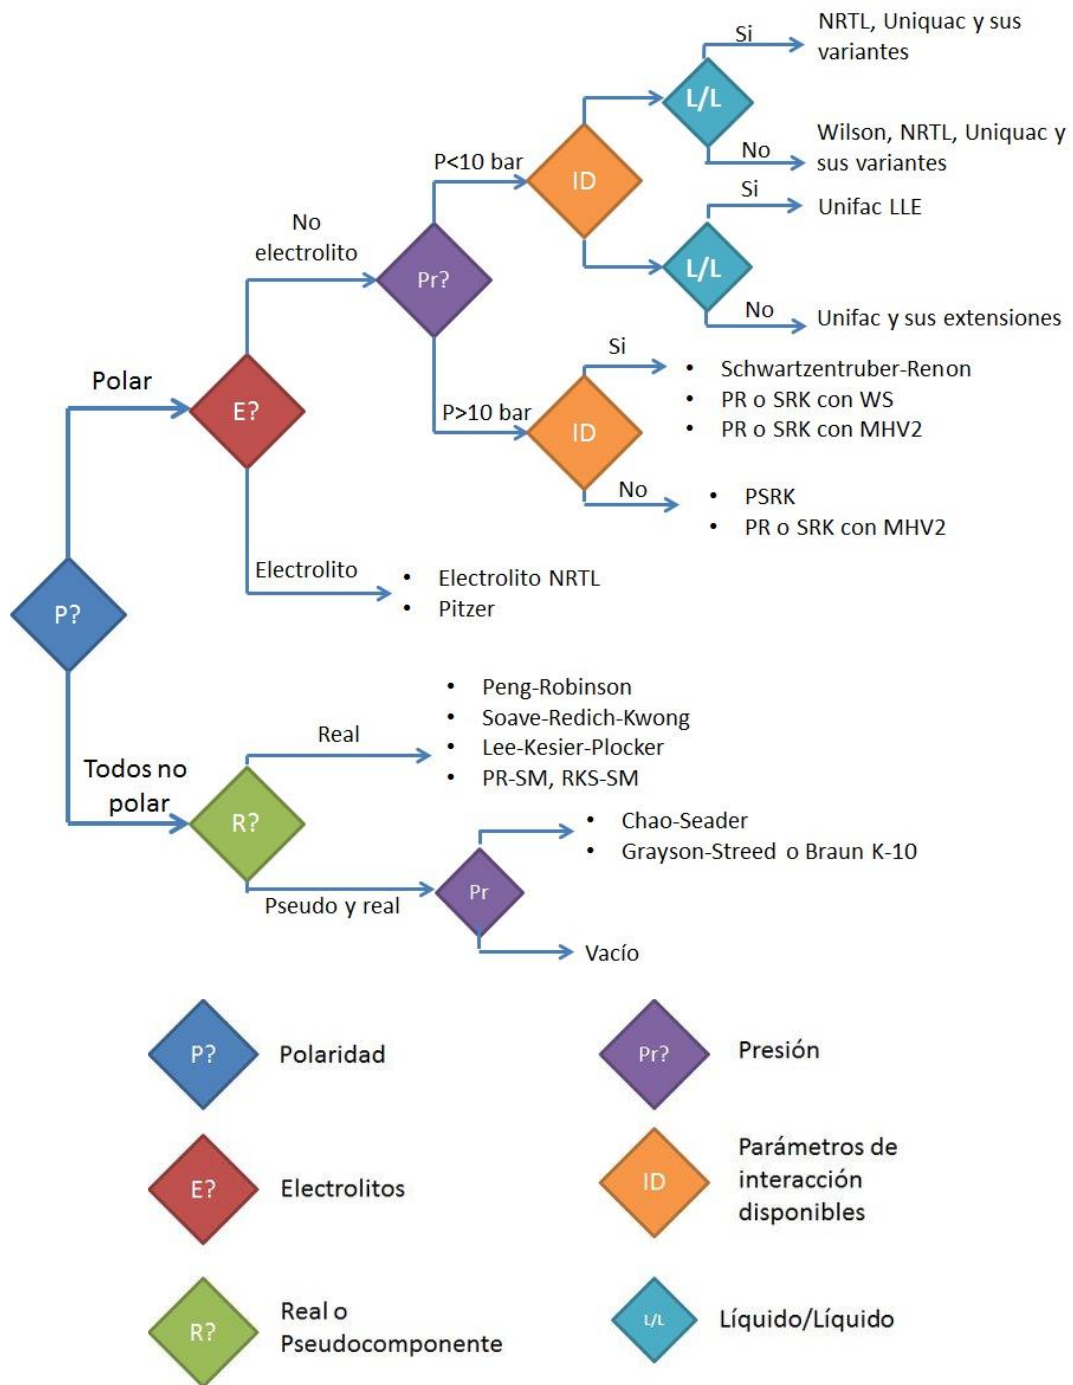 Si
NRTL, Uniquac y sus
variantes
L/L
No
Wilson, NRTL, Uniquac y
sus variantes
P<10 bar
ID
Si
Unifac LLE
L/L
No
Unifac y sus extensiones
No
electrolito
Pr?
Polar
E?
P>10 bar
ID
Si
• Schwartzentruber-Renon
• PR o SRK con WS
• PR o SRK con MHV2
No
• PSRK
• PR o SRK con MHV2
Electrolito
• Electrolito NRTL
• Pitzer
P?
Todos no
polar
R?
Real
• Peng-Robinson
• Soave-Redich-Kwong
• Lee-Kesier-Plocker
• PR-SM, RKS-SM
Pseudo y real
Pr
• Chao-Seader
• Grayson-Streed o Braun K-10
Vacío
P?
Polaridad
Pr?
Presión
E?
Electrolitos
ID
Parámetros de
interacción
disponibles
R?
Real o
Pseudocomponente
L/L
Líquido/Líquido